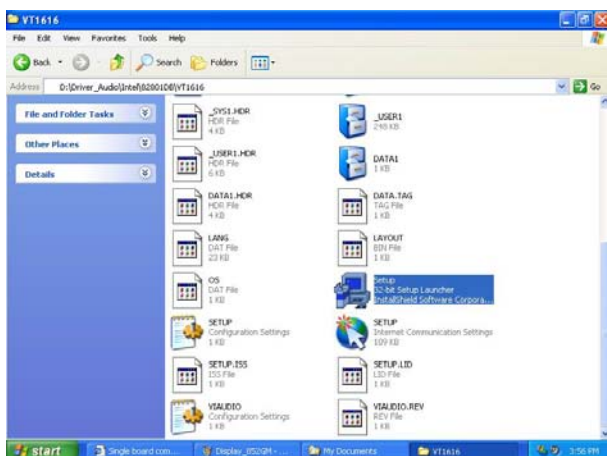 VT1616
File Edit View Favorites Tools Help
Back Search Folders
Address D:\Driver_Audio\Intel\82801DB\VT1616 Go
File and Folder Tasks
Other Places
Details
_SYS1.HDR
HDR File
4 KB
_USER1
298 KB
_USER1.HDR
HDR File
6 KB
DATA1
1 KB
DATA1.HDR
HDR File
4 KB
DATA.TAG
TAG File
1 KB
LANG
DAT File
23 KB
LAYOUT
BIN File
1 KB
OS
DAT File
1 KB
Setup
32-bit Setup Launcher
InstallShield Software Corpora...
SETUP
Configuration Settings
1 KB
SETUP
Internet Communication Settings
109 KB
SETUP.ISS
ISS File
1 KB
SETUP.LID
LID File
1 KB
VIAUDIO
Configuration Settings
1 KB
VIAUDIO.REV
REV File
1 KB
start Single board com... Display_852GM - ... My Documents VT1616 3:56 PM